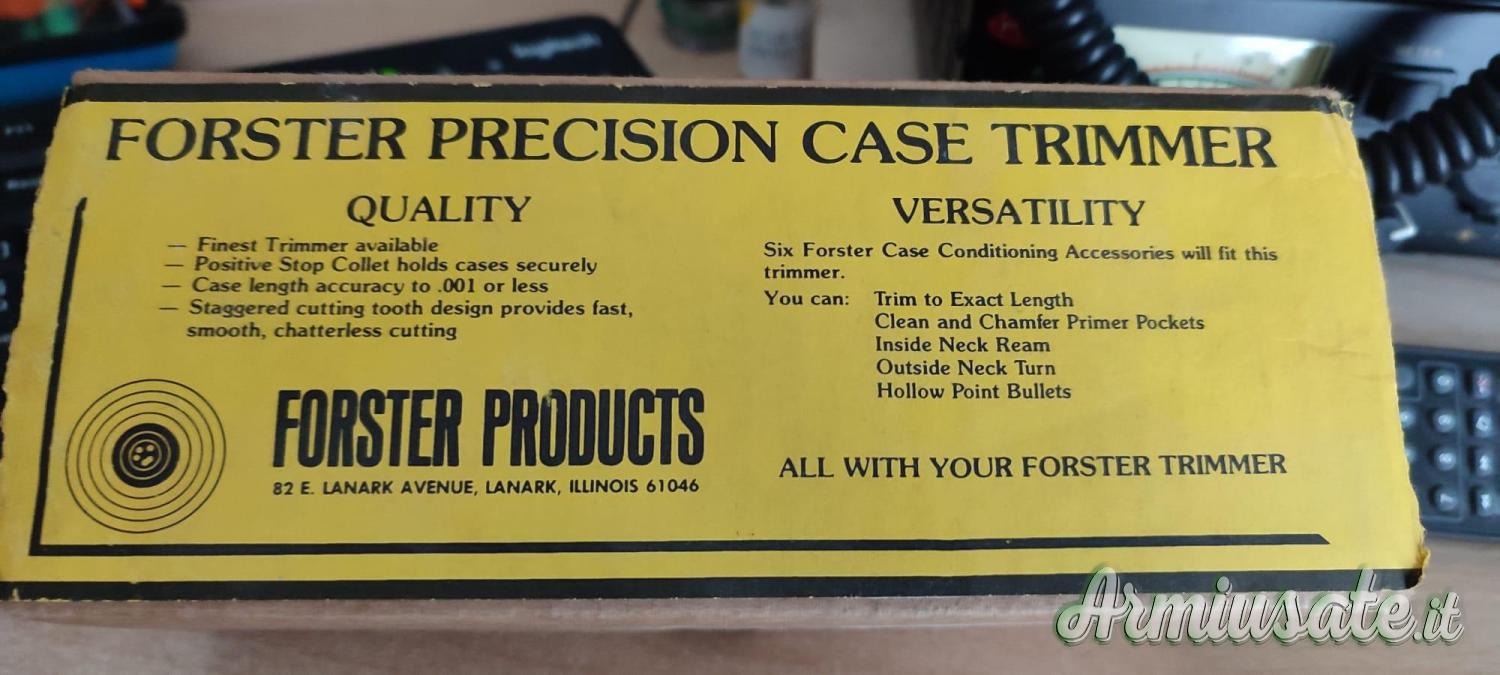 logitech
FORSTER PRECISION CASE TRIMMER
QUALITY
— Finest Trimmer available
— Positive Stop Collet holds cases securely
— Case length accuracy to .001 or less
— Staggered cutting tooth design provides fast,
smooth, chatterless cutting
FORSTER PRODUCTS
82 E. LANARK AVENUE, LANARK, ILLINOIS 61046
VERSATILITY
Six Forster Case Conditioning Accessories will fit this
trimmer.
You can: Trim to Exact Length
Clean and Chamfer Primer Pockets
Inside Neck Ream
Outside Neck Turn
Hollow Point Bullets
ALL WITH YOUR FORSTER TRIMMER
Armiusate.it